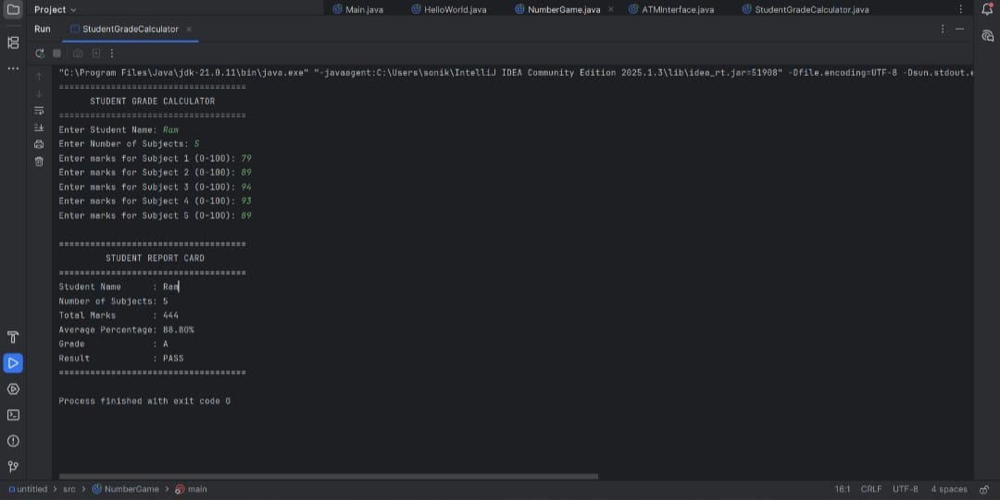 Project
Main.java HelloWorld.java NumberGame.java ATMInterface.java StudentGradeCalculator.java
Run StudentGradeCalculator
"C:\Program Files\Java\jdk-21.0.11\bin\java.exe" "-javaagent:C:\Users\sonik\IntelliJ IDEA Community Edition 2025.1.3\lib\idea_rt.jar=51908" -Dfile.encoding=UTF-8 -Dsun.stdout.e
====================================
STUDENT GRADE CALCULATOR
====================================
Enter Student Name: Ram
Enter Number of Subjects: 5
Enter marks for Subject 1 (0-100): 79
Enter marks for Subject 2 (0-100): 89
Enter marks for Subject 3 (0-100): 94
Enter marks for Subject 4 (0-100): 93
Enter marks for Subject 5 (0-100): 89
====================================
STUDENT REPORT CARD
====================================
Student Name : Ram
Number of Subjects: 5
Total Marks : 444
Average Percentage: 88.80%
Grade : A
Result : PASS
====================================
Process finished with exit code 0
untitled > src > NumberGame > main 16:1 CRLF UTF-8 4 spaces